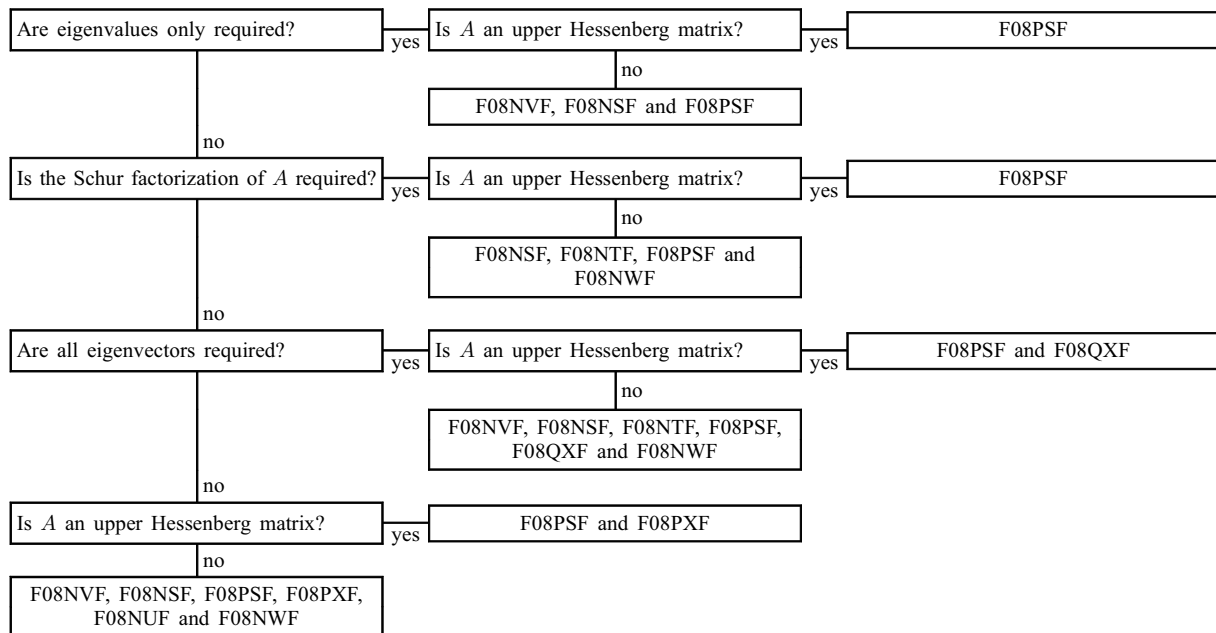 Are eigenvalues only required?
yes
Is A an upper Hessenberg matrix?
yes
F08PSF
no
F08NVF, F08NSF and F08PSF
no
Is the Schur factorization of A required?
yes
Is A an upper Hessenberg matrix?
yes
F08PSF
no
F08NSF, F08NTF, F08PSF and
F08NWF
no
Are all eigenvectors required?
yes
Is A an upper Hessenberg matrix?
yes
F08PSF and F08QXF
no
F08NVF, F08NSF, F08NTF, F08PSF,
F08QXF and F08NWF
no
Is A an upper Hessenberg matrix?
yes
F08PSF and F08PXF
no
F08NVF, F08NSF, F08PSF, F08PXF,
F08NUF and F08NWF